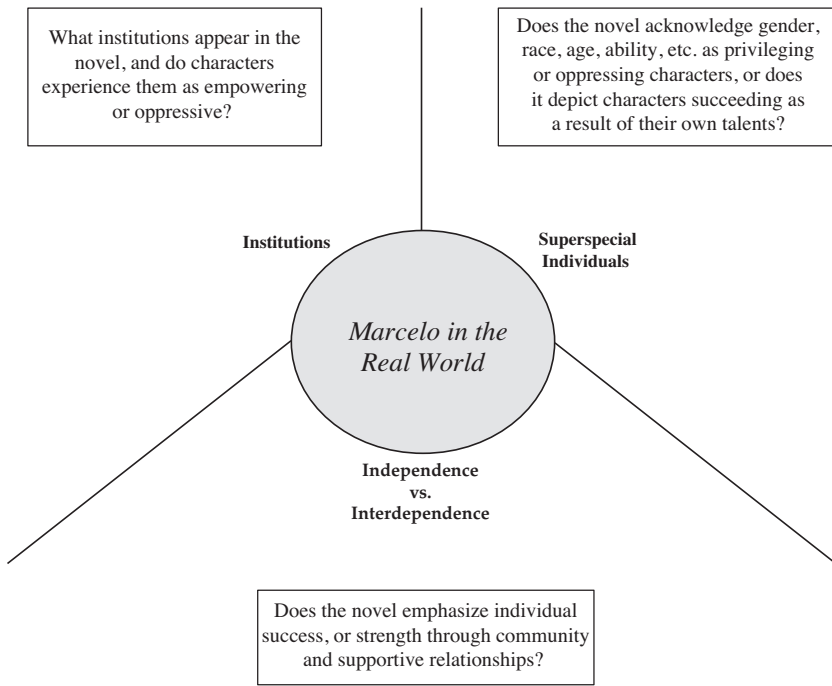 What institutions appear in the
novel, and do characters
experience them as empowering
or oppressive?
Does the novel acknowledge gender,
race, age, ability, etc. as privileging
or oppressing characters, or does
it depict characters succeeding as
a result of their own talents?
Institutions
Superspecial
Individuals
Marcelo in the
Real World
Independence
vs.
Interdependence
Does the novel emphasize individual
success, or strength through community
and supportive relationships?